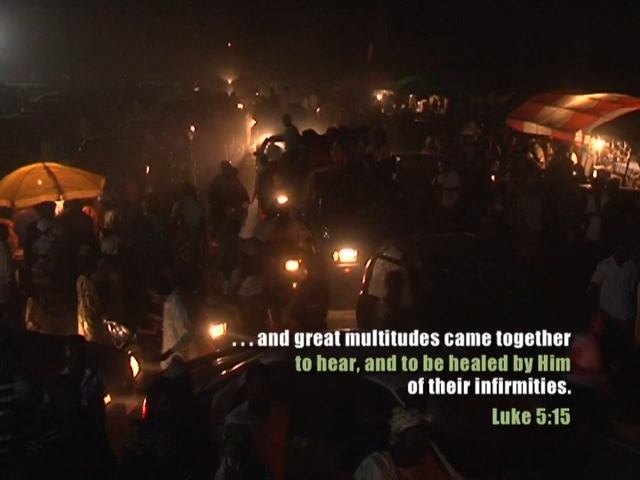 . . . and great multitudes came together
to hear, and to be healed by Him
of their infirmities.
Luke 5:15